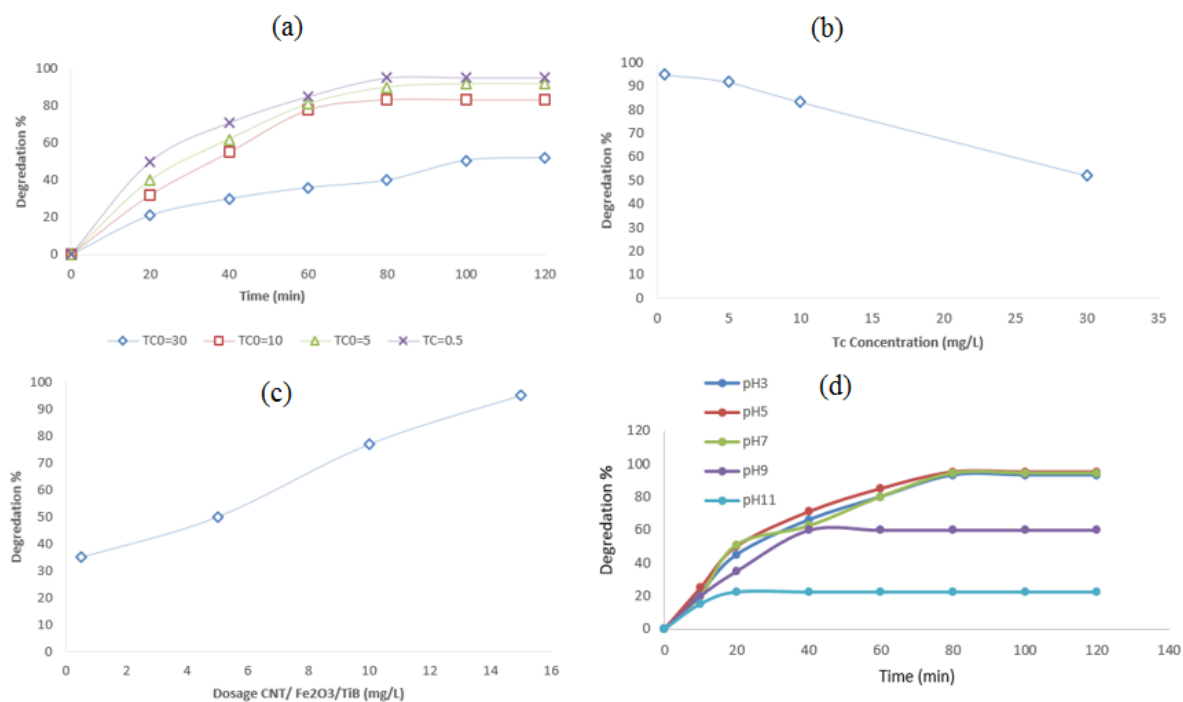 (a)
Degredation %
100
80
60
40
20
0
0 20 40 60 80 100 120
Time (min)
TC0=30 TC0=10 TC0=5 TC=0.5
(b)
Degredation %
100
90
80
70
60
50
40
30
20
10
0
0 5 10 15 20 25 30 35
Tc Concentration (mg/L)
(c)
Degredation %
100
90
80
70
60
50
40
30
20
10
0
0 2 4 6 8 10 12 14 16
Dosage CNT/ Fe2O3/TiB (mg/L)
(d)
pH3
pH5
pH7
pH9
pH11
Degredation %
120
100
80
60
40
20
0
0 20 40 60 80 100 120 140
Time (min)